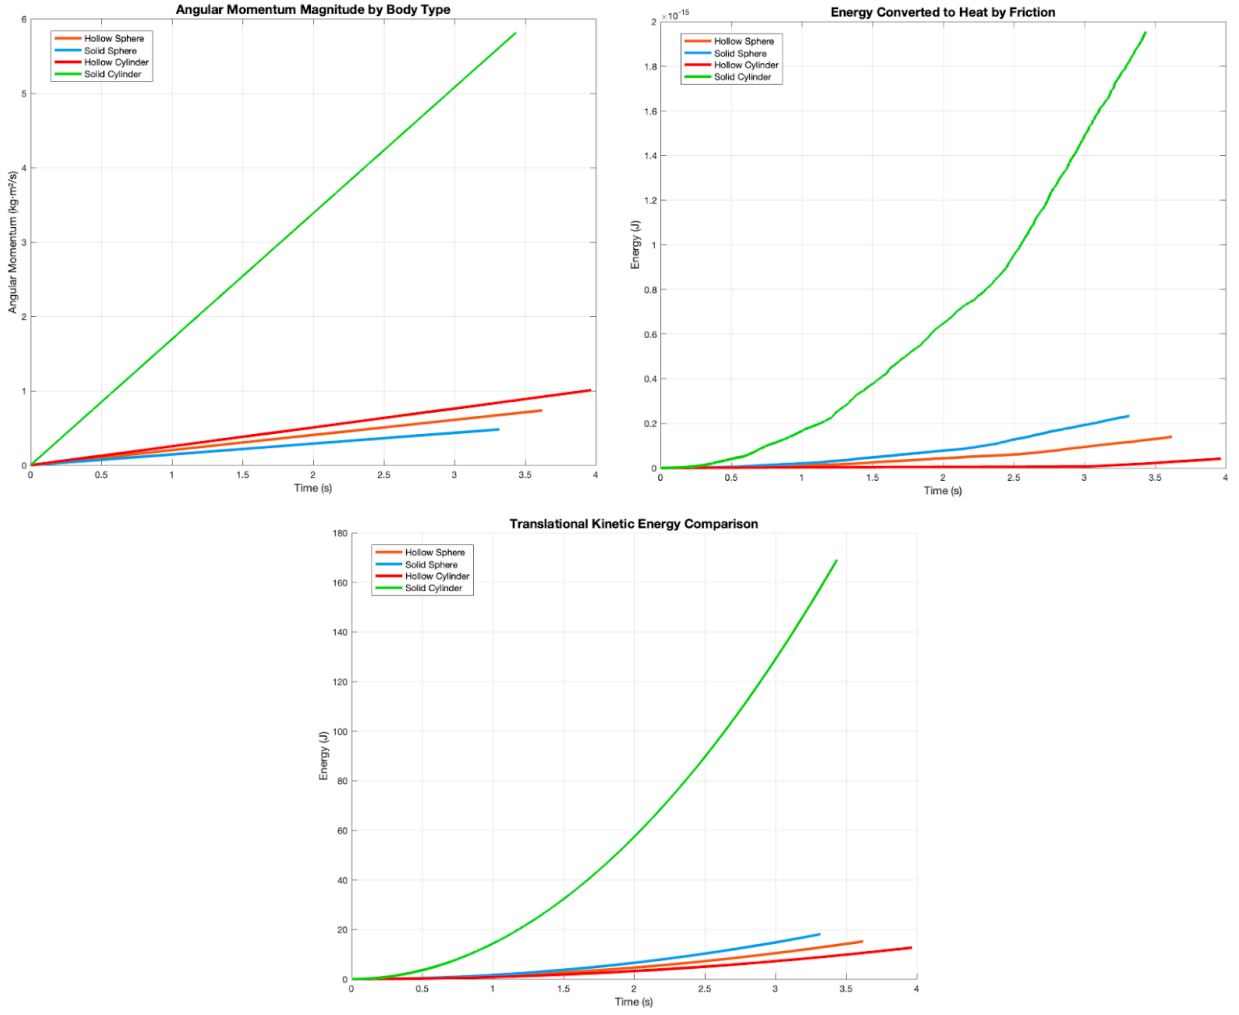 Angular Momentum Magnitude by Body Type
Hollow Sphere
Solid Sphere
Hollow Cylinder
Solid Cylinder
Angular Momentum (kg·m²/s)
6
5
4
3
2
1
0
0 0.5 1 1.5 2 2.5 3 3.5 4
Time (s)
Energy Converted to Heat by Friction
×10⁻¹⁵
Hollow Sphere
Solid Sphere
Hollow Cylinder
Solid Cylinder
Energy (J)
2
1.8
1.6
1.4
1.2
1
0.8
0.6
0.4
0.2
0
0 0.5 1 1.5 2 2.5 3 3.5 4
Time (s)
Translational Kinetic Energy Comparison
Hollow Sphere
Solid Sphere
Hollow Cylinder
Solid Cylinder
Energy (J)
180
160
140
120
100
80
60
40
20
0
0 0.5 1 1.5 2 2.5 3 3.5 4
Time (s)